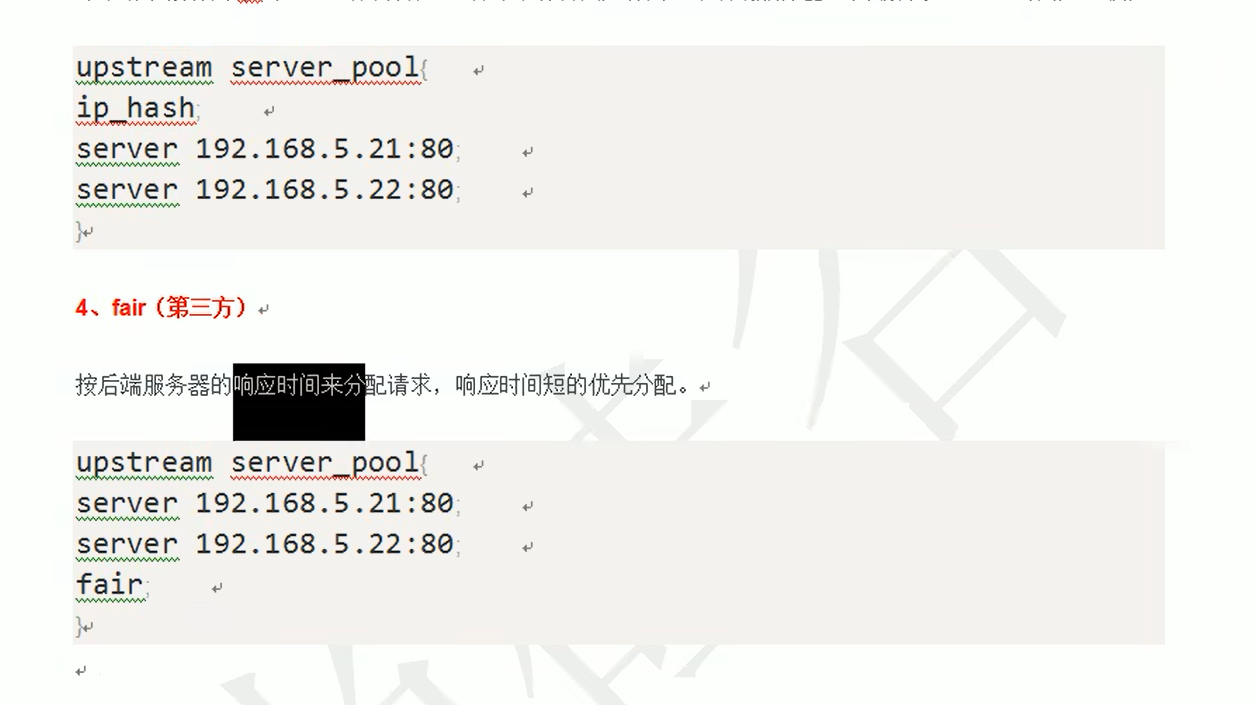 upstream server_pool{
ip_hash;
server 192.168.5.21:80;
server 192.168.5.22:80;
}
4、fair（第三方）
按后端服务器的响应时间来分配请求，响应时间短的优先分配。
upstream server_pool{
server 192.168.5.21:80;
server 192.168.5.22:80;
fair;
}